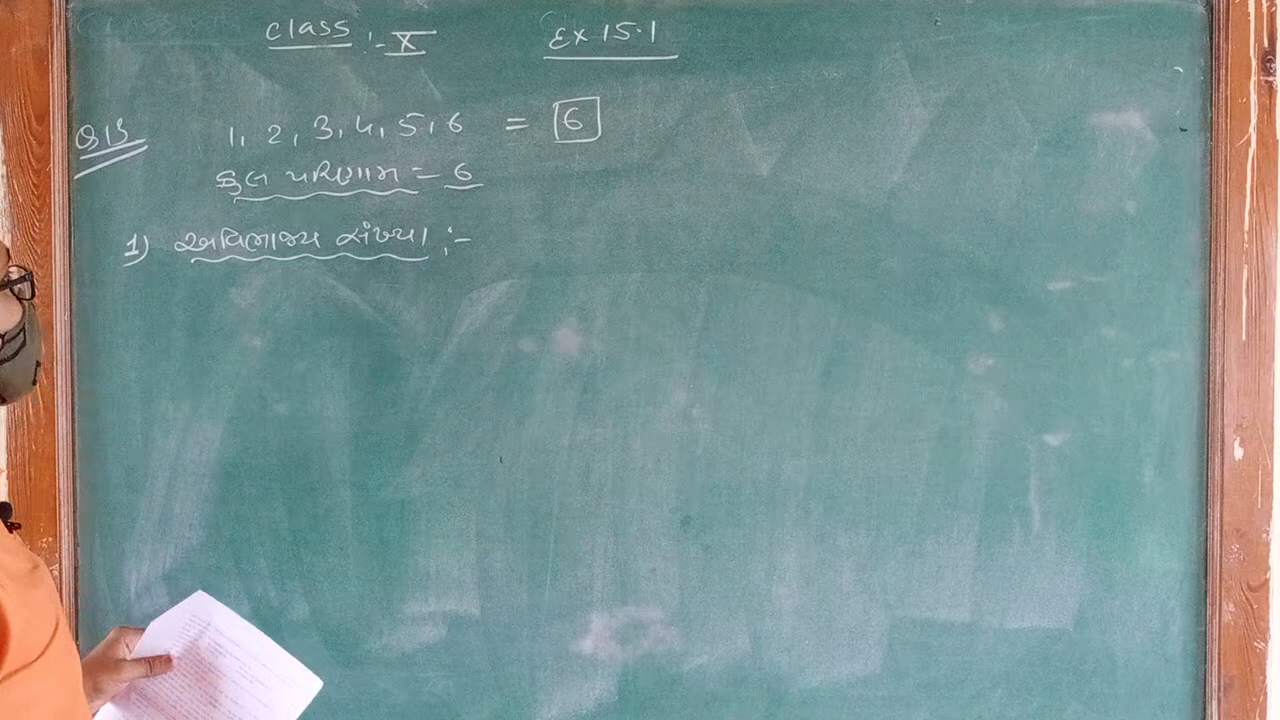 Class :- X Ex 15.1
Q13 1, 2, 3, 4, 5, 6 = 6
કુલ પરિણામ = 6
1) અવિભાજ્ય સંખ્યા :-